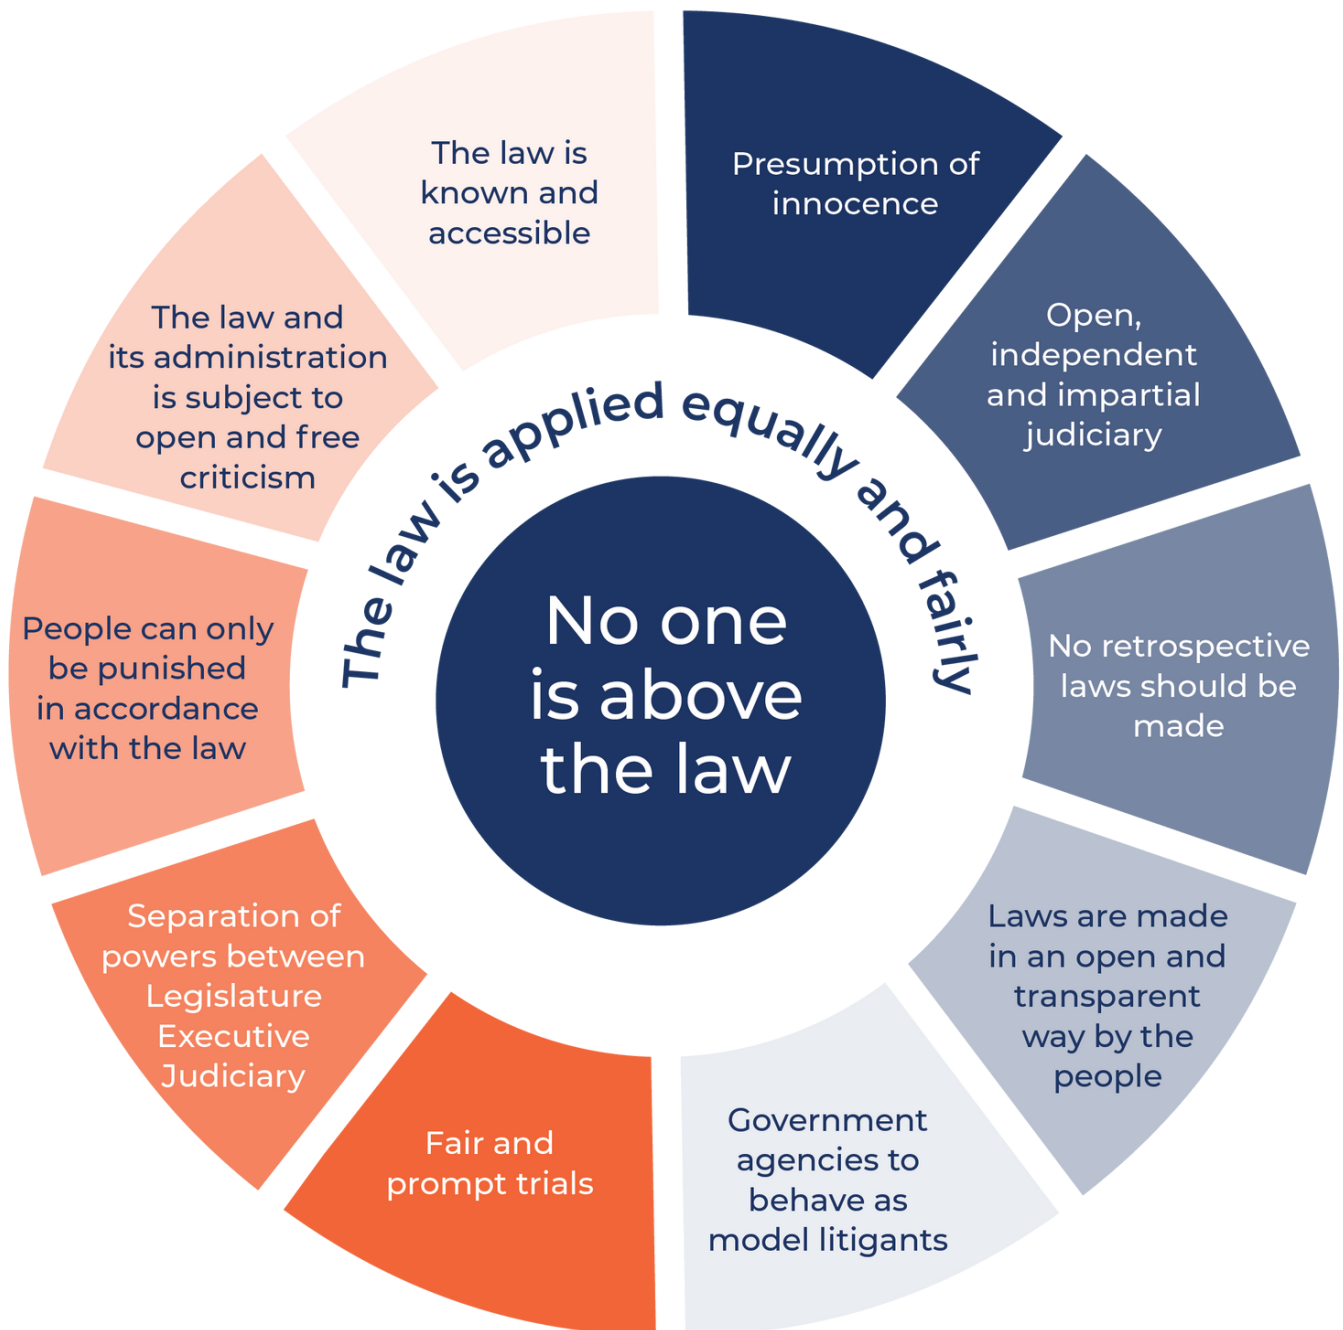 The law is
known and
accessible
Presumption of
innocence
Open,
independent
and impartial
judiciary
No retrospective
laws should be
made
Laws are made
in an open and
transparent
way by the
people
Government
agencies to
behave as
model litigants
Fair and
prompt trials
Separation of
powers between
Legislature
Executive
Judiciary
People can only
be punished
in accordance
with the law
The law and
its administration
is subject to
open and free
criticism
The law is applied equally and fairly
No one
is above
the law